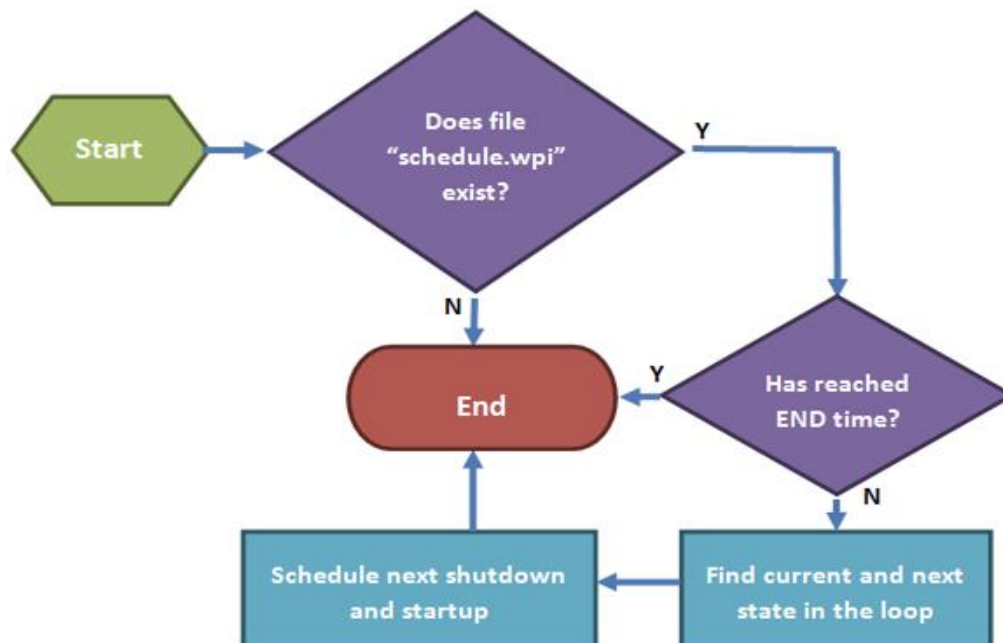 Start
Does file
“schedule.wpi”
exist?
Y
N
End
Y
Has reached
END time?
N
Schedule next shutdown
and startup
Find current and next
state in the loop